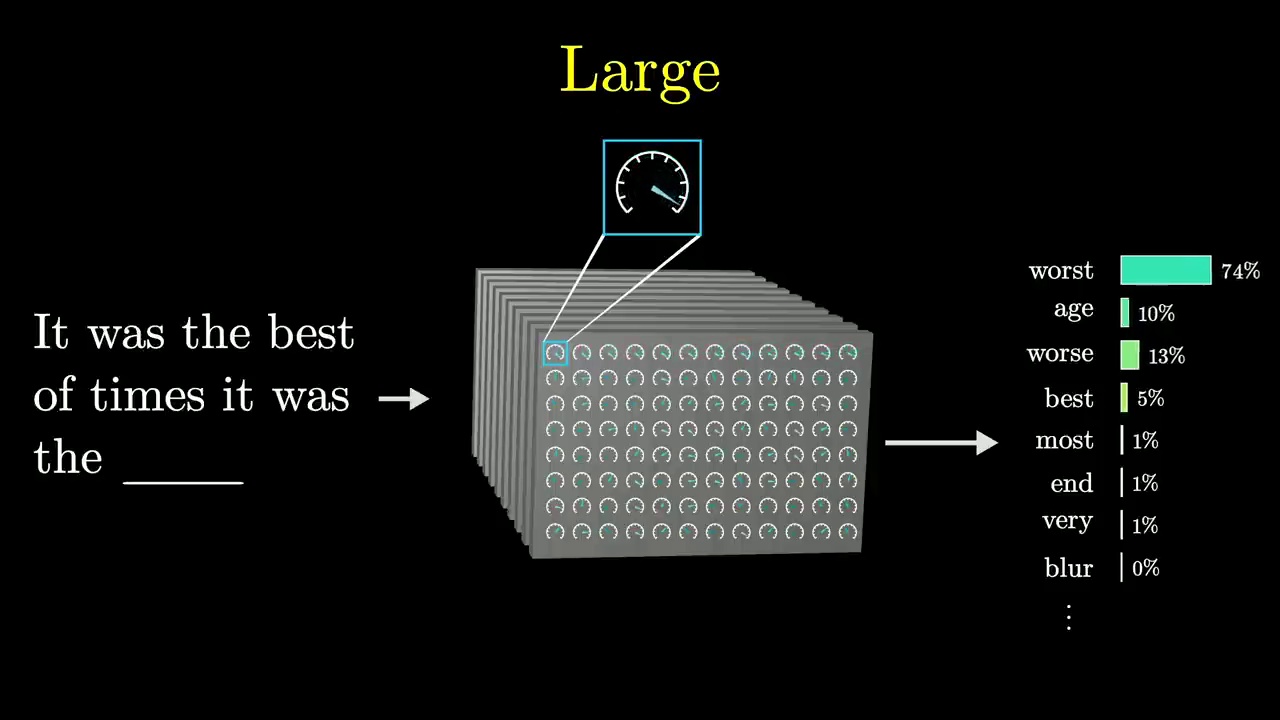 Large
It was the best
of times it was
the ______
worst 74%
age 10%
worse 13%
best 5%
most 1%
end 1%
very 1%
blur 0%
⋮